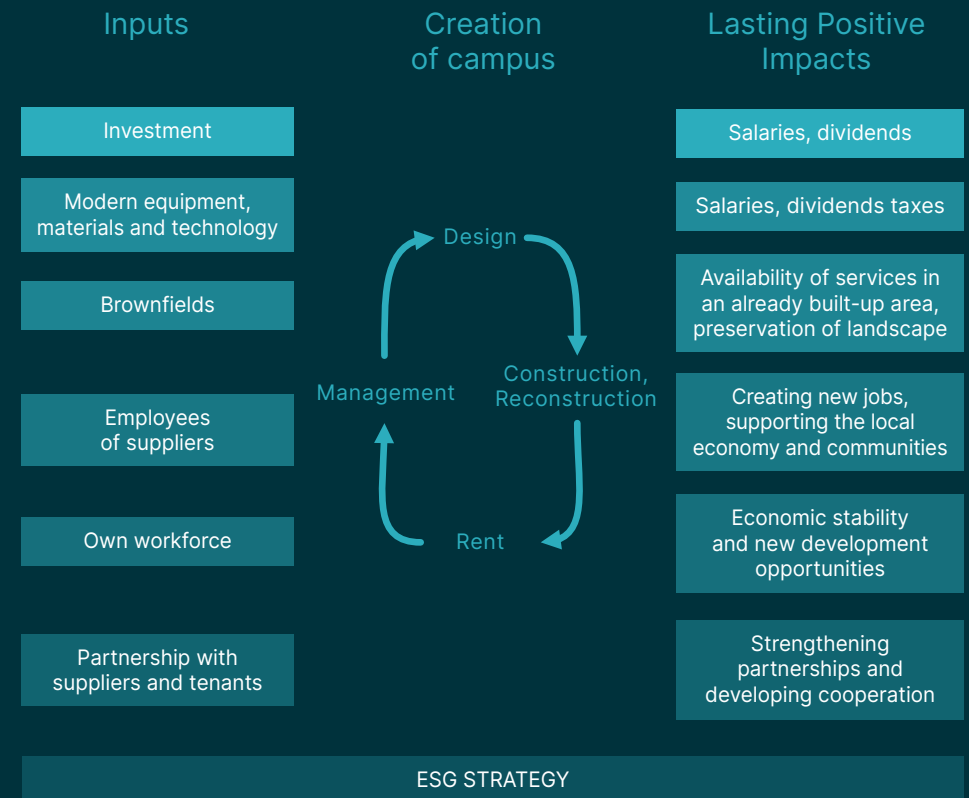 Inputs
Investment
Modern equipment,
materials and technology
Brownfields
Employees
of suppliers
Own workforce
Partnership with
suppliers and tenants
Creation
of campus
Design
Construction,
Reconstruction
Rent
Management
Lasting Positive
Impacts
Salaries, dividends
Salaries, dividends taxes
Availability of services in
an already built-up area,
preservation of landscape
Creating new jobs,
supporting the local
economy and communities
Economic stability
and new development
opportunities
Strengthening
partnerships and
developing cooperation
ESG STRATEGY